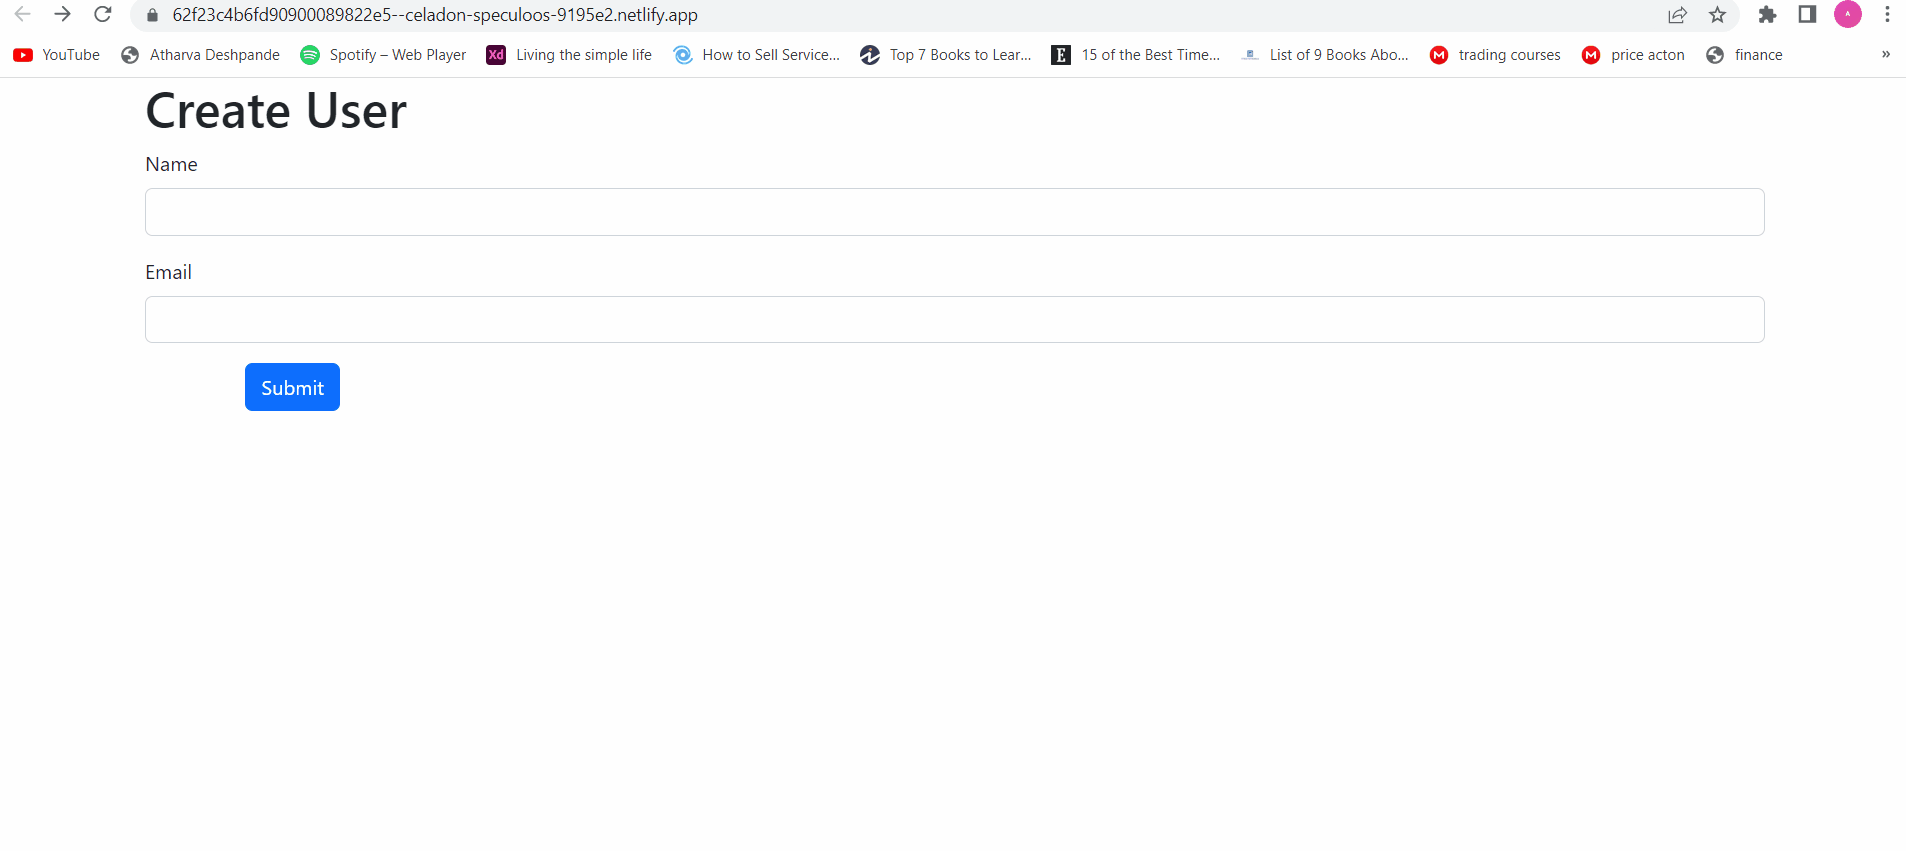 62f23c4b6fd90900089822e5--celadon-speculoos-9195e2.netlify.app
A
YouTube Atharva Deshpande Spotify – Web Player Xd Living the simple life How to Sell Service... Top 7 Books to Lear... E 15 of the Best Time... List of 9 Books Abo... M trading courses M price acton finance »
Create User
Name
Email
Submit